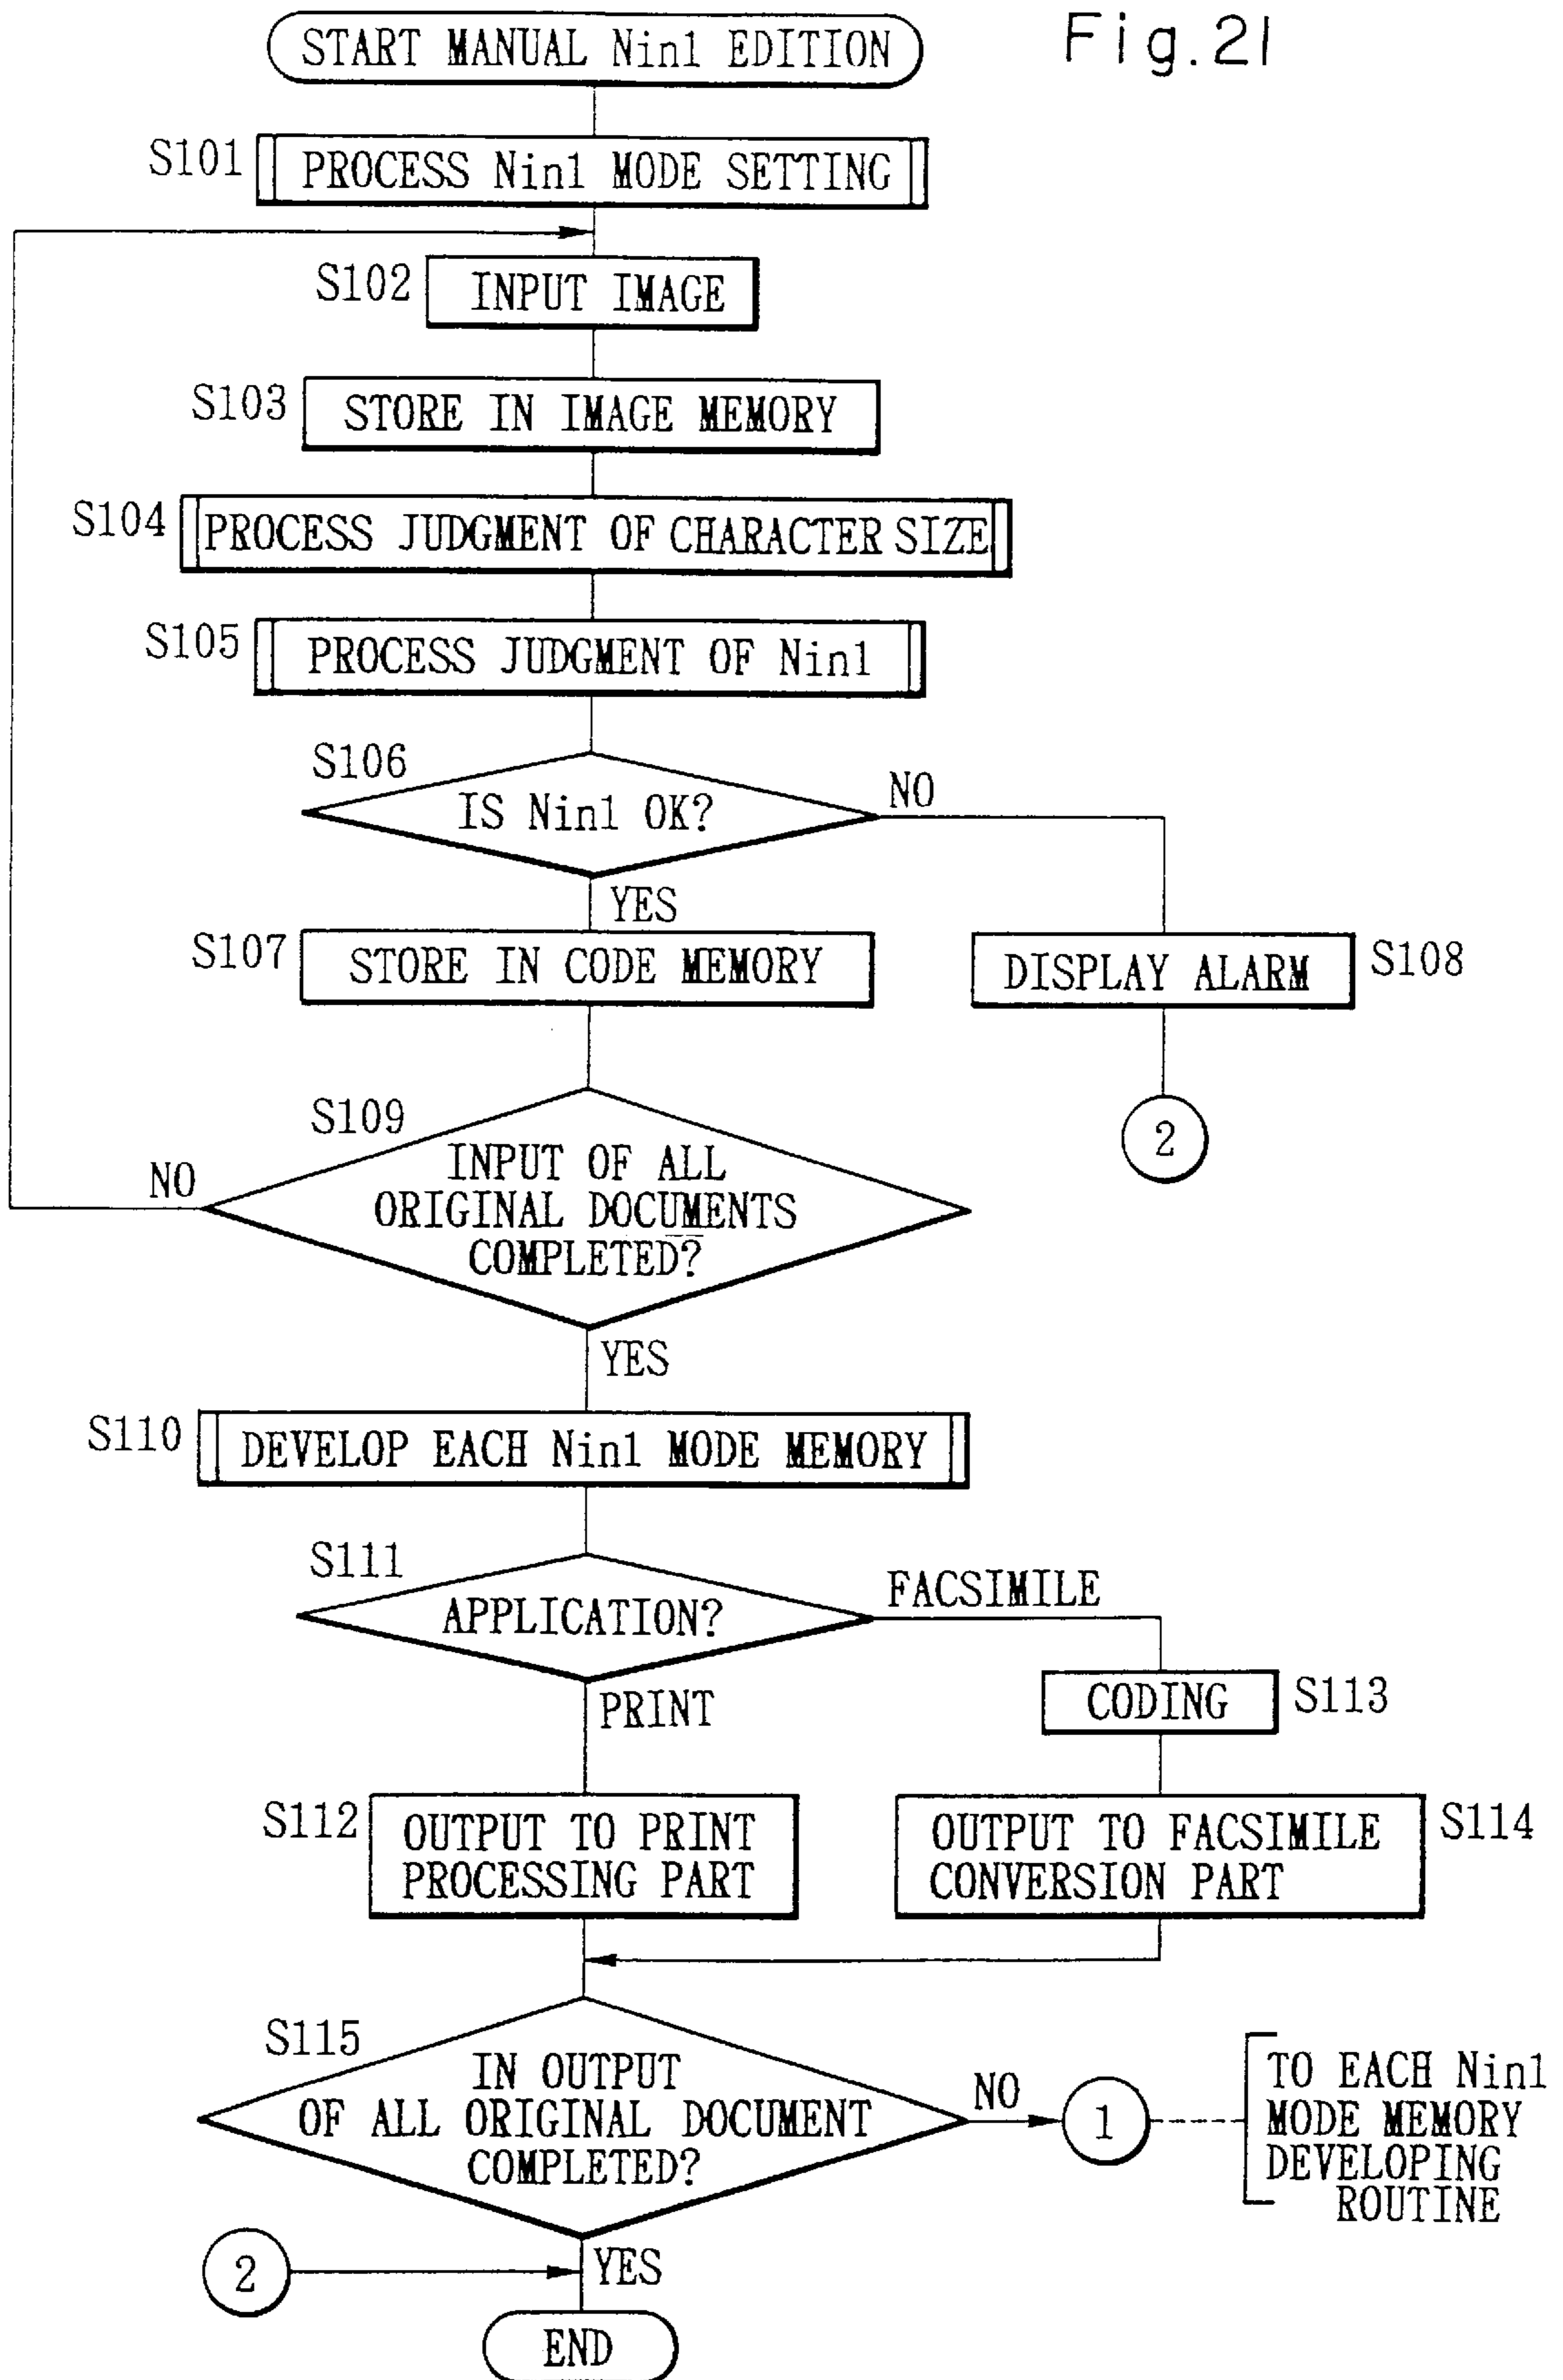 Fig.21
START MANUAL Nin1 EDITION
S101
PROCESS Nin1 MODE SETTING
S102
INPUT IMAGE
S103
STORE IN IMAGE MEMORY
S104
PROCESS JUDGMENT OF CHARACTER SIZE
S105
PROCESS JUDGMENT OF Nin1
S106
IS Nin1 OK?
NO
YES
S107
STORE IN CODE MEMORY
DISPLAY ALARM
S108
2
S109
INPUT OF ALL
ORIGINAL DOCUMENTS
COMPLETED?
NO
YES
S110
DEVELOP EACH Nin1 MODE MEMORY
S111
APPLICATION?
FACSIMILE
PRINT
CODING
S113
S112
OUTPUT TO PRINT
PROCESSING PART
OUTPUT TO FACSIMILE
CONVERSION PART
S114
S115
IN OUTPUT
OF ALL ORIGINAL DOCUMENT
COMPLETED?
NO
1
TO EACH Nin1
MODE MEMORY
DEVELOPING
ROUTINE
2
YES
END